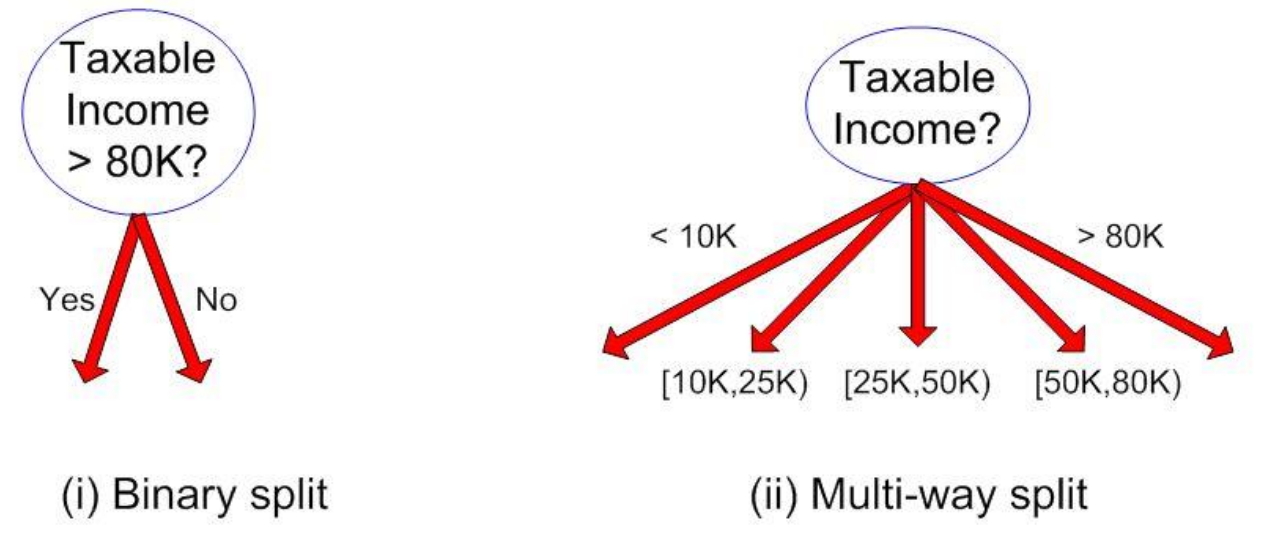 Taxable
Income
> 80K?
Yes
No
(i) Binary split
Taxable
Income?
< 10K
> 80K
[10K,25K)
[25K,50K)
[50K,80K)
(ii) Multi-way split